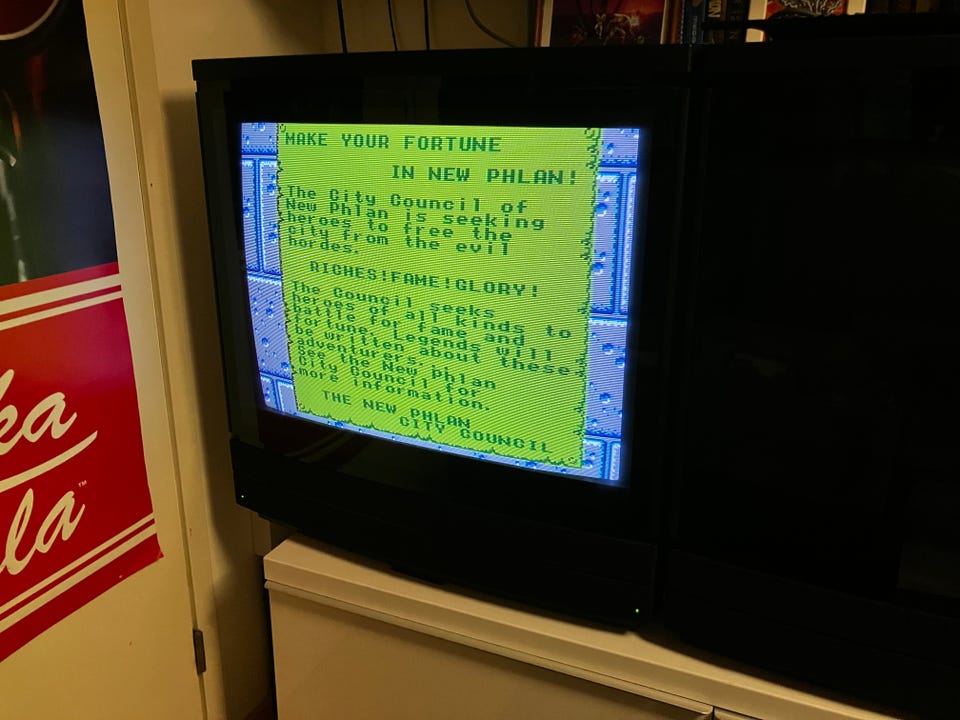 MAKE YOUR FORTUNE
IN NEW PHLAN!
The City Council of
New Phlan is seeking
heroes to free the
city from the evil
hordes.
RICHES!FAME!GLORY!
The Council seeks
heroes of all kinds to
battle for fame and
fortune. Legends will
be written about these
adventurers.
See the New Phlan
City Council for
more information.
THE NEW PHLAN
CITY COUNCIL
ka
la™